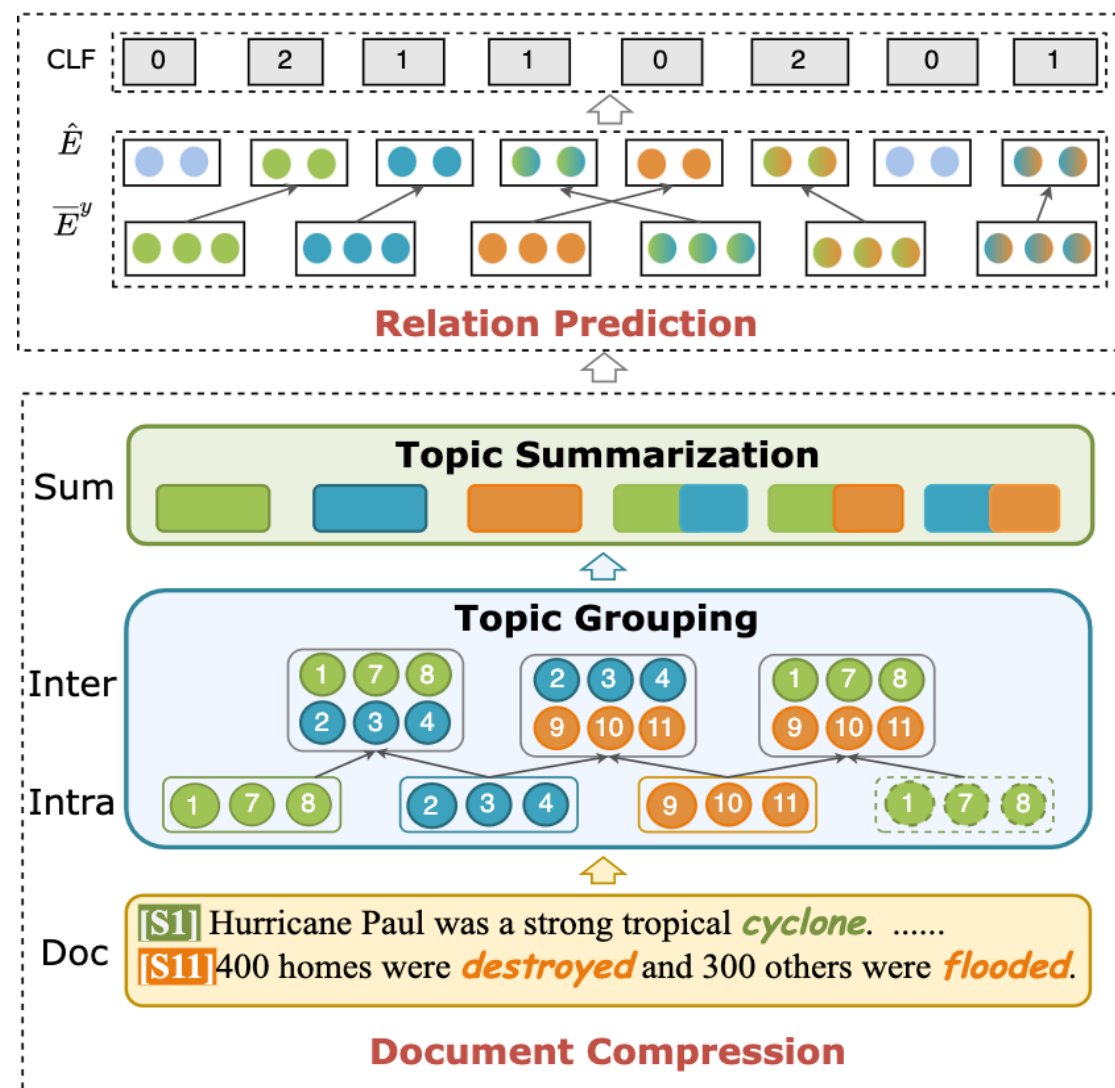 CLF 0 2 1 1 0 2 0 1
Ê
E̅ʸ
Relation Prediction
Topic Summarization
Sum
Topic Grouping
Inter
1 7 8 2 3 4 1 7 8
2 3 4 9 10 11 9 10 11
Intra
1 7 8 2 3 4 9 10 11 1 7 8
Doc
[S1] Hurricane Paul was a strong tropical cyclone. ......
[S11] 400 homes were destroyed and 300 others were flooded.
Document Compression